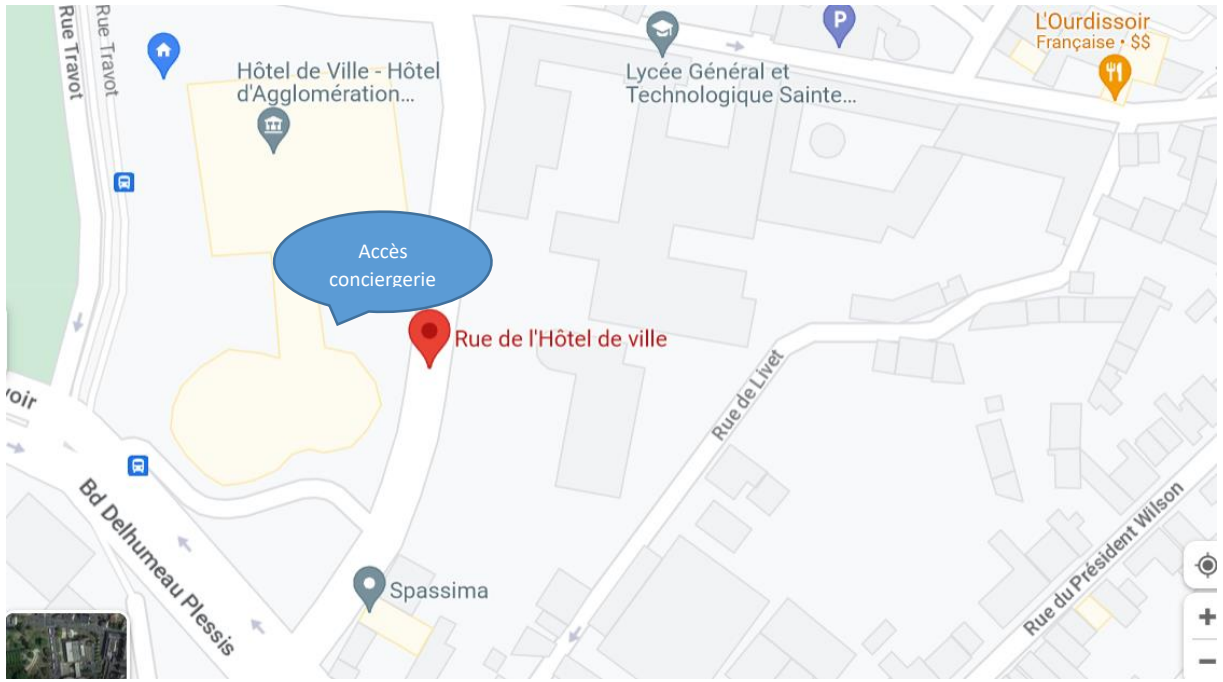 Rue Travot
Rue Travot
Hôtel de Ville - Hôtel
d'Agglomération...
Lycée Général et
Technologique Sainte...
P
L'Ourdissoir
Française • $$
Accès
conciergerie
Rue de l'Hôtel de ville
Rue de Livet
voir
Bd Delhumeau Plessis
Spassima
Rue du Président Wilson
+
−